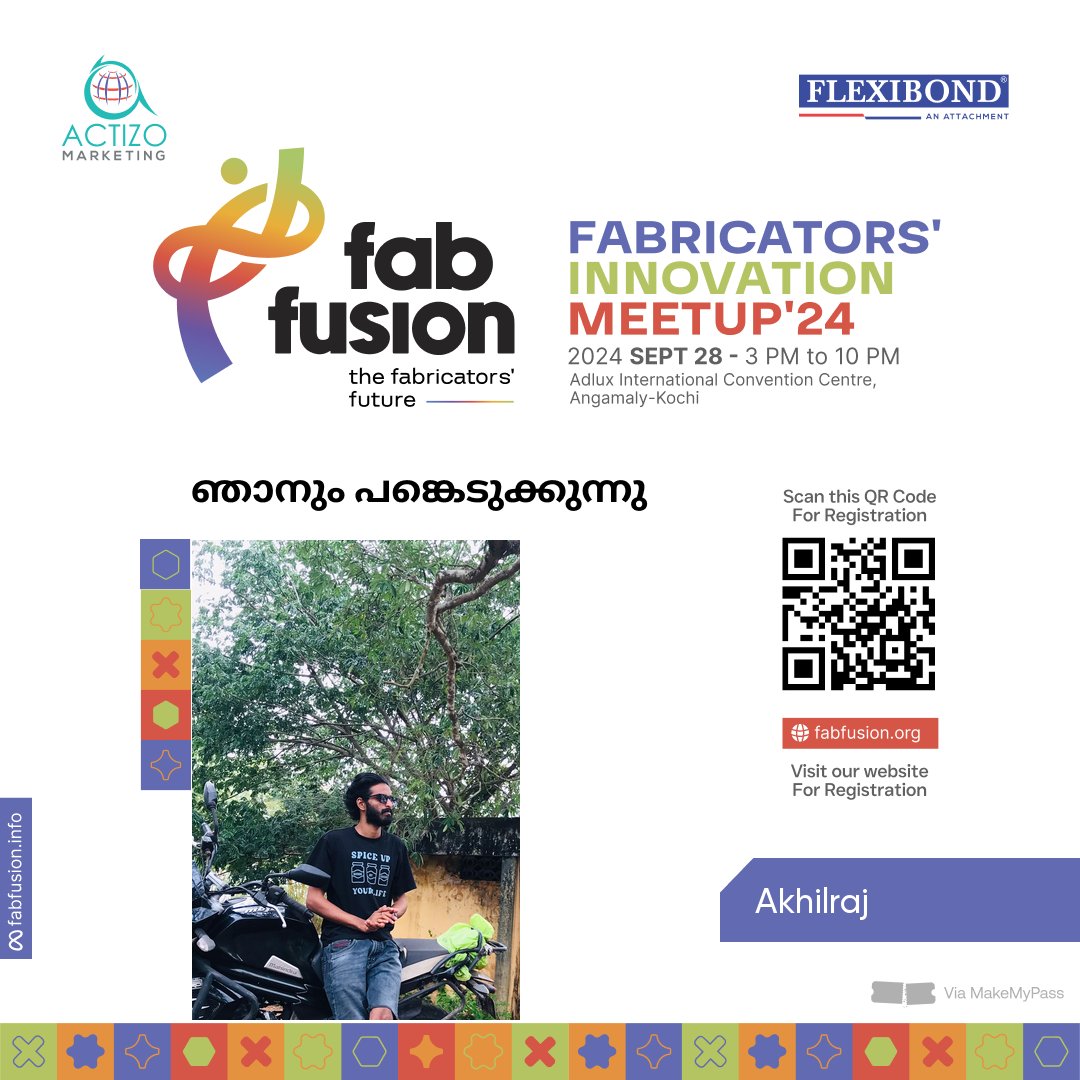 ACTIZO
MARKETING
FLEXIBOND®
AN ATTACHMENT
fab
fusion
the fabricators'
future
FABRICATORS'
INNOVATION
MEETUP'24
2024 SEPT 28 - 3 PM to 10 PM
Adlux International Convention Centre,
Angamaly-Kochi
ഞാനും പങ്കെടുക്കുന്നു
Scan this QR Code
For Registration
fabfusion.org
Visit our website
For Registration
SPICE UP
YOUR LIFE
Mahindra
fabfusion.info
Akhilraj
Via MakeMyPass